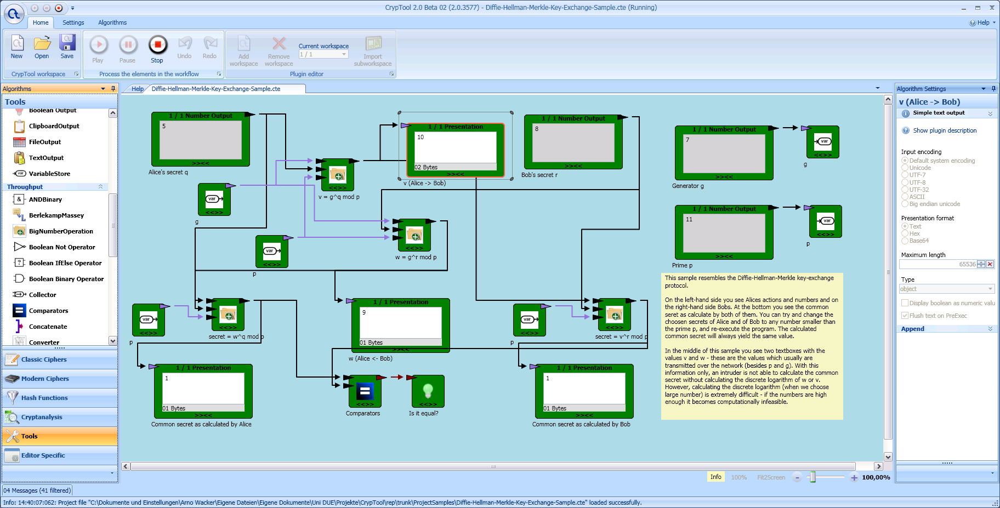 CrypTool 2.0 Beta 02 (2.0.3577) - Diffie-Hellman-Merkle-Key-Exchange-Sample.cte (Running)
Home Settings Algorithms
Help
New Open Save
CrypTool workspace
Play Pause Stop Undo Redo
Process the elements in the workflow
Add workspace
Remove workspace
Current workspace
1 / 1
Import subworkspace
Plugin editor
Algorithms
Tools
Boolean Output
ClipboardOutput
FileOutput
TextOutput
VariableStore
Throughput
ANDBinary
BerlekampMassey
BigNumberOperation
Boolean Not Operator
Boolean IfElse Operator
Boolean Binary Operator
Collector
Comparators
Concatenate
Converter
Classic Ciphers
Modern Ciphers
Hash Functions
Cryptanalysis
Tools
Editor Specific
Help Diffie-Hellman-Merkle-Key-Exchange-Sample.cte
1 / 1 Number Output
5
>><<
Alice's secret q
var
<<>>
g
<<>>
v = g^q mod p
1 / 1 Presentation
10
02 Bytes
>><<
v (Alice -> Bob)
1 / 1 Number Output
8
>><<
Bob's secret r
1 / 1 Number Output
7
>><<
Generator g
var
<<>>
g
1 / 1 Number Output
11
>><<
Prime p
var
<<>>
p
var
<<>>
p
<<>>
w = g^r mod p
var
<<>>
p
<<>>
secret = w^q mod p
1 / 1 Presentation
9
01 Bytes
>><<
w (Alice <- Bob)
var
<<>>
p
<<>>
secret = v^r mod p
1 / 1 Presentation
1
01 Bytes
>><<
Common secret as calculated by Alice
<<>>
Comparators
<<>>
Is it equal?
1 / 1 Presentation
1
01 Bytes
>><<
Common secret as calculated by Bob
This sample resembles the Diffie-Hellman-Merkle key-exchange
protocol.
On the left-hand side you see Alices actions and numbers and on
the right-hand side Bobs. At the bottom you see the common
seret as calculate by both of them. You can try and change the
choosen secrets of Alice and of Bob to any number smaller than
the prime p, and re-execute the program. The calculated
common secret will always yield the same value.
In the middle of this sample you see two textboxes with the
values v and w - these are the values which usually are
transmitted over the network (besides p and g). With this
information only, an intruder is not able to calculate the common
secret without calculating the discrete logarithm of w or v.
However, calculating the discrete logarithm (when we choose
large number) is extremely difficult - if the numbers are high
enough it becomes computationally infeasible.
Info 100% Fit2Screen 100,00%
Algorithm Settings
v (Alice -> Bob)
Simple text output
Show plugin description
Input encoding
Default system encoding
Unicode
UTF-7
UTF-8
UTF-32
ASCII
Big endian unicode
Presentation format
Text
Hex
Base64
Maximum length
65536
Type
object
Display boolean as numeric valu
Flush text on PreExec
Append
04 Messages (41 filtered)
Info: 14:40:07:062: Project file "C:\Dokumente und Einstellungen\Arno Wacker\Eigene Dateien\Eigene Dokumente\Uni DUE\Projekte\CrypTool\rep\trunk\ProjectSamples\Diffie-Hellman-Merkle-Key-Exchange-Sample.cte" loaded successfully.